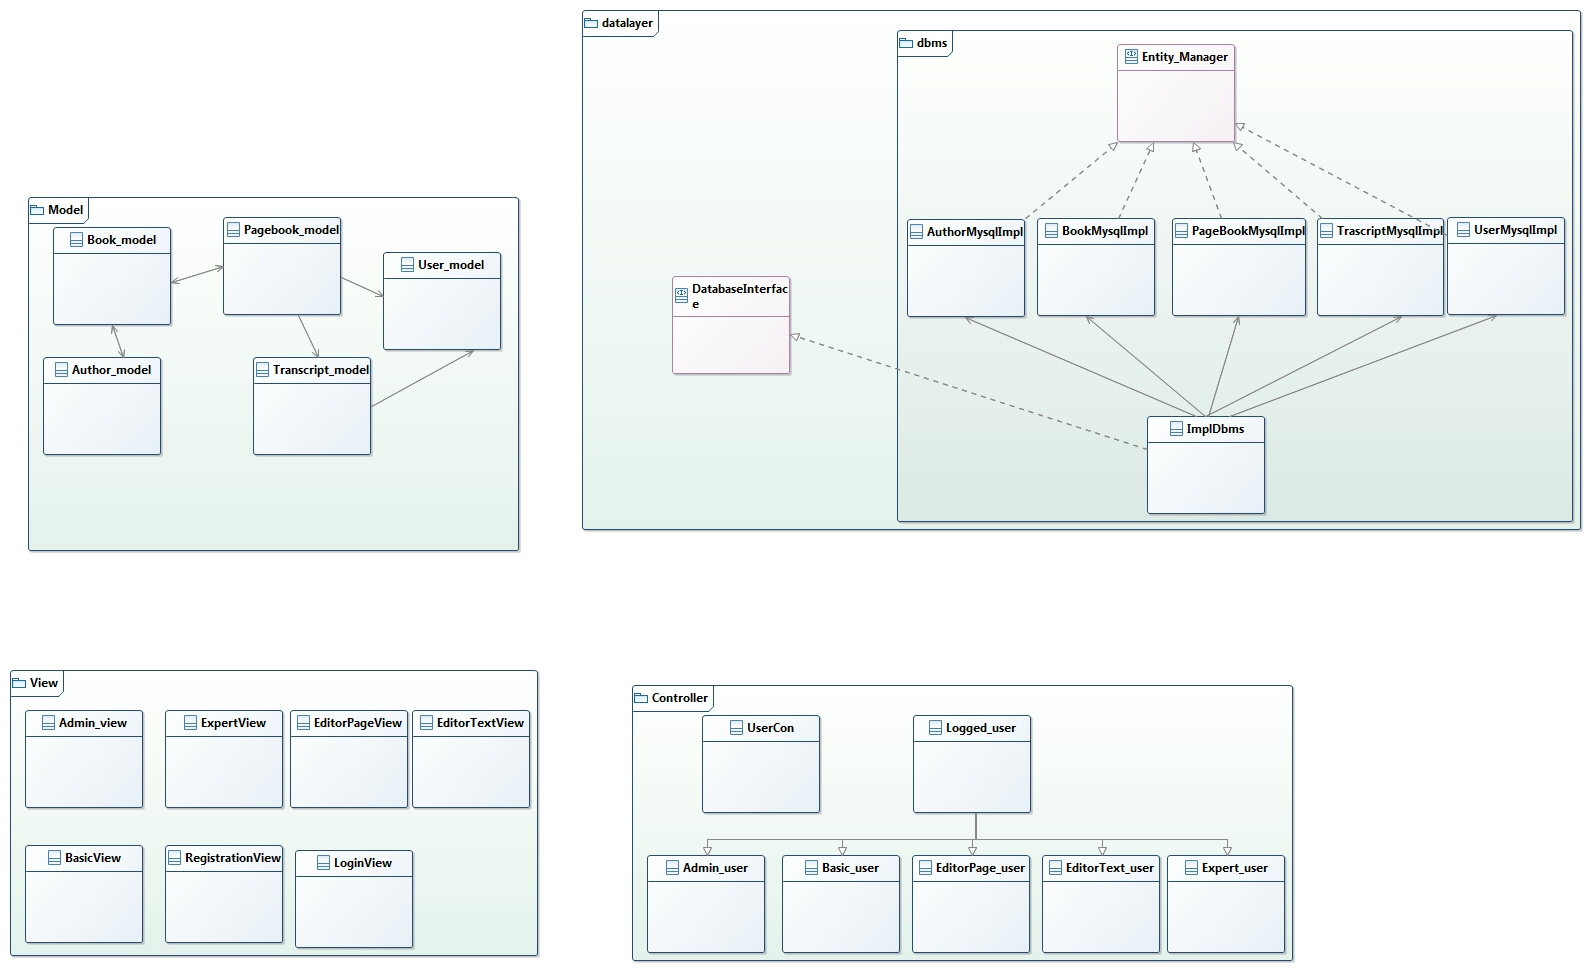 datalayer
dbms
Entity_Manager
Model
Book_model
Pagebook_model
User_model
AuthorMysqlImpl
BookMysqlImpl
PageBookMysqlImpl
TrascriptMysqlImpl
UserMysqlImpl
DatabaseInterfac
e
Author_model
Transcript_model
ImplDbms
View
Admin_view
ExpertView
EditorPageView
EditorTextView
BasicView
RegistrationView
LoginView
Controller
UserCon
Logged_user
Admin_user
Basic_user
EditorPage_user
EditorText_user
Expert_user